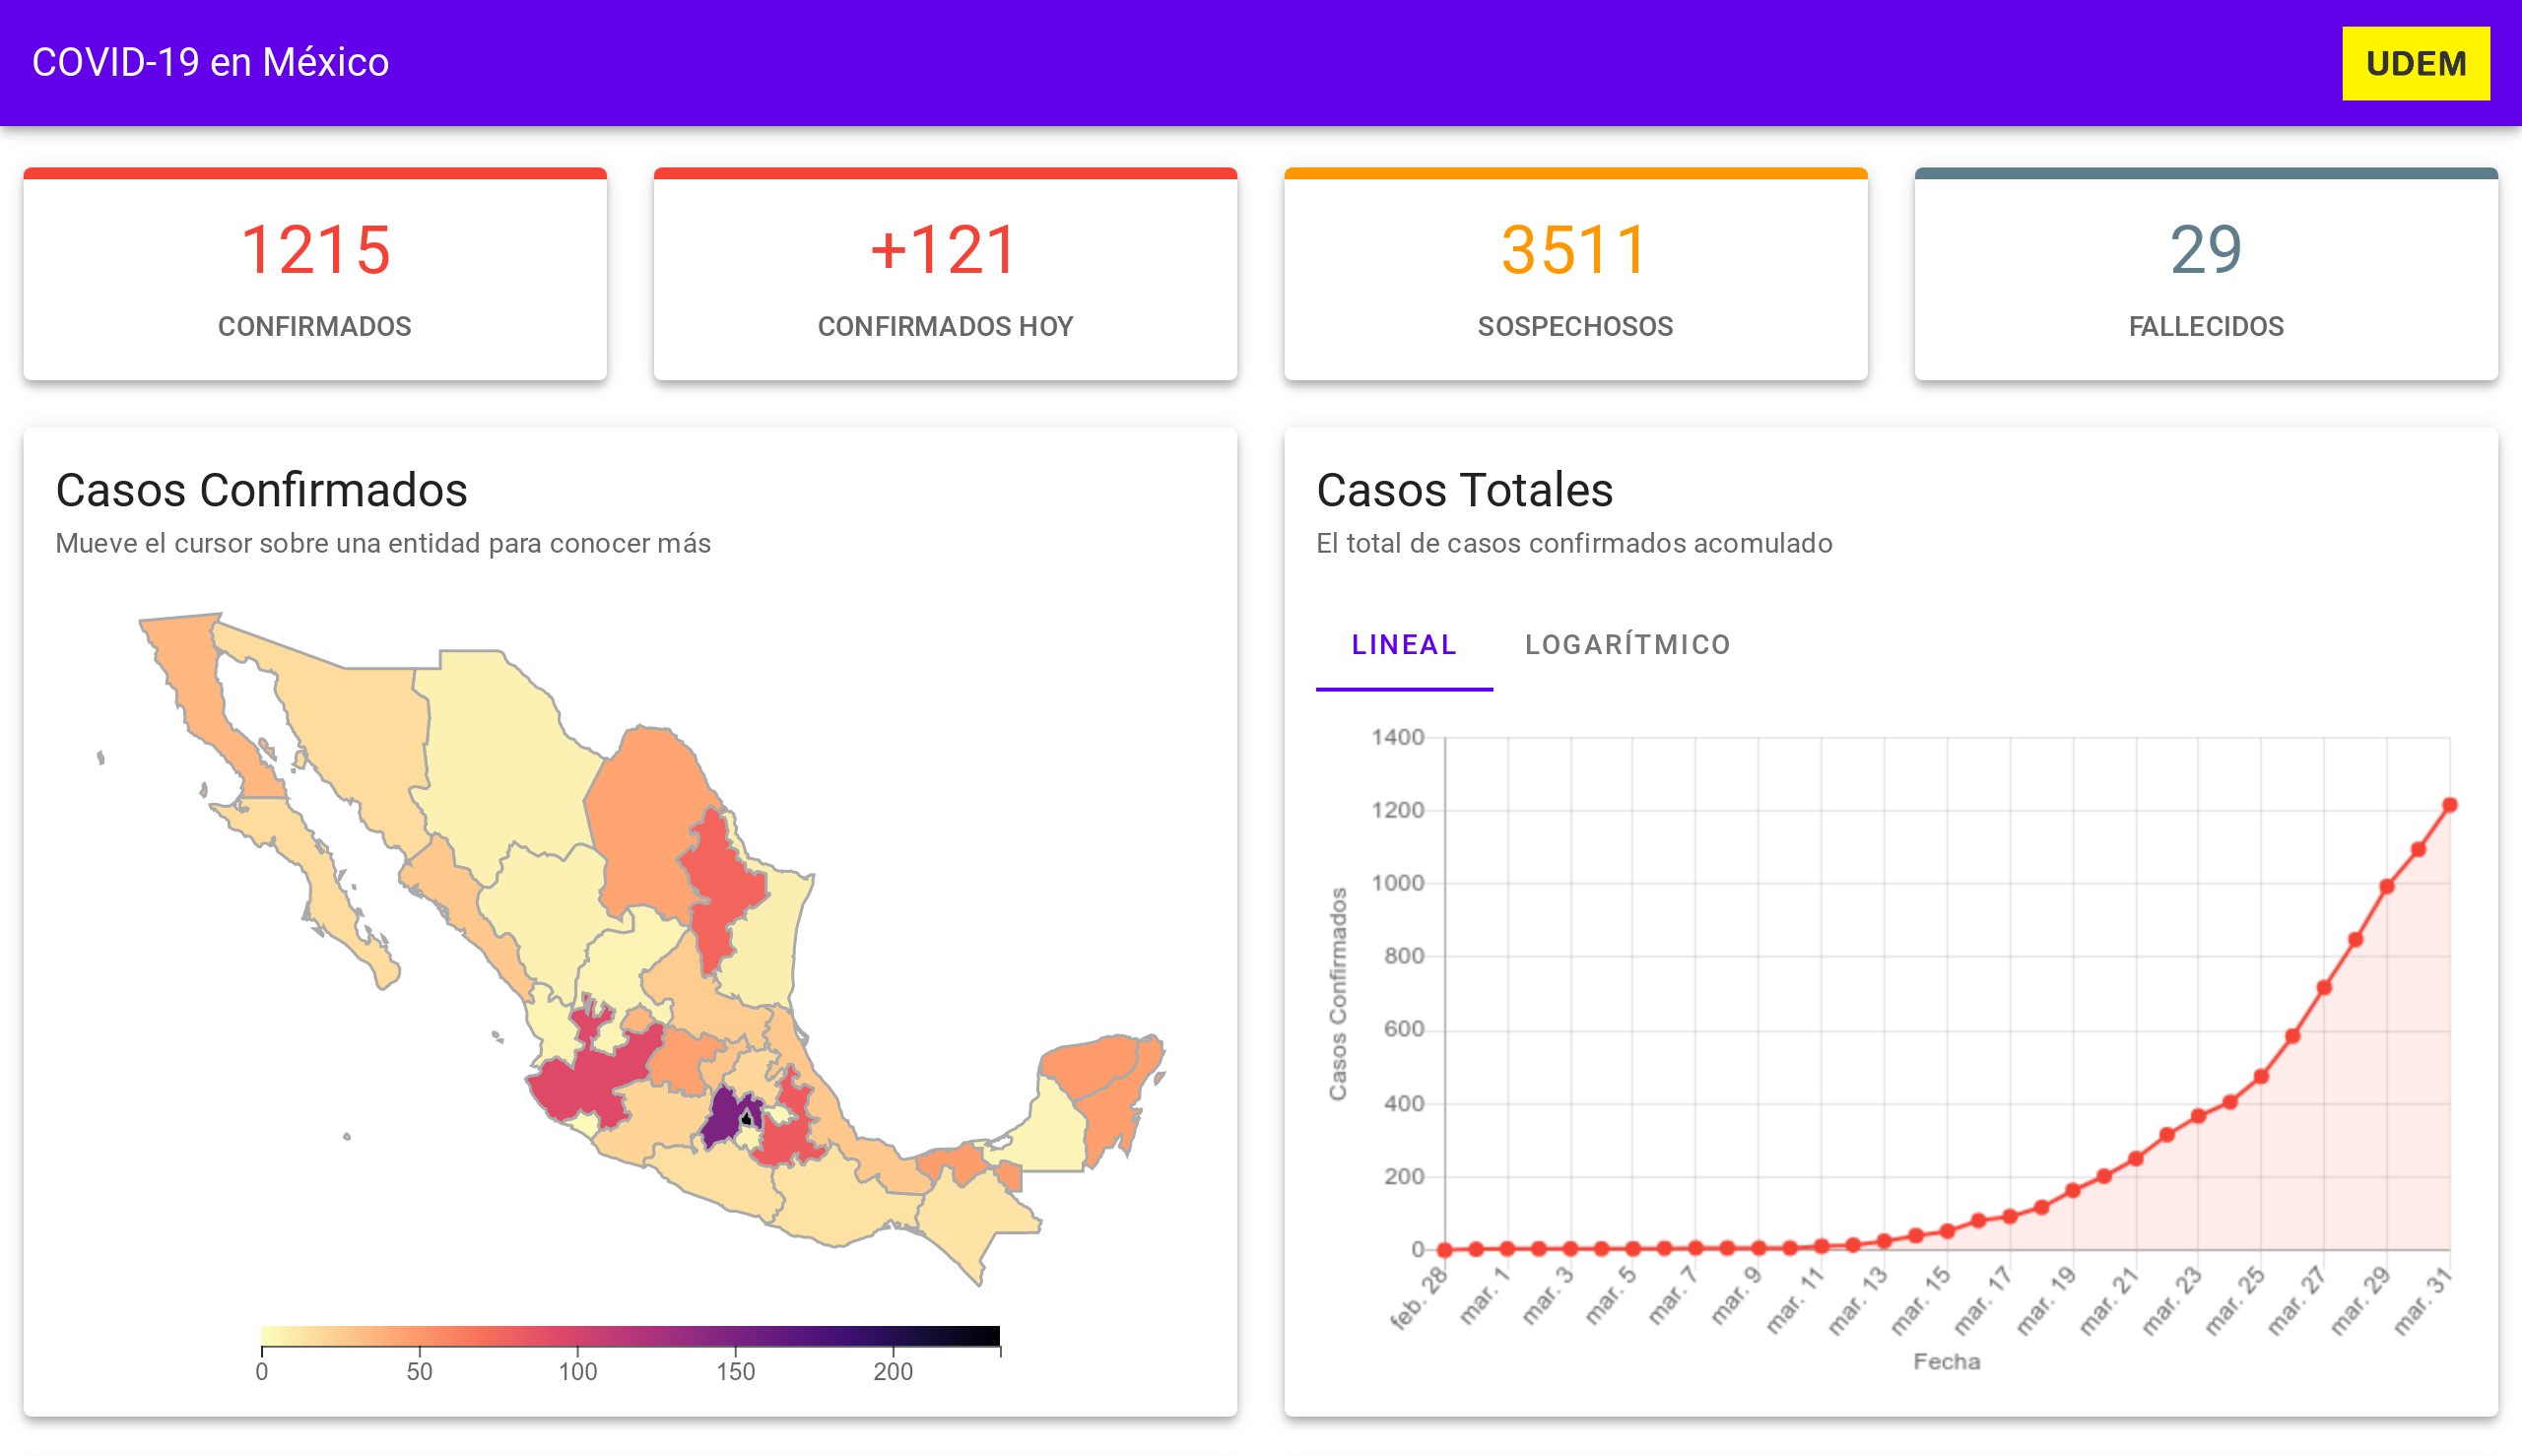 COVID-19 en México
UDEM
1215
CONFIRMADOS
+121
CONFIRMADOS HOY
3511
SOSPECHOSOS
29
FALLECIDOS
Casos Confirmados
Mueve el cursor sobre una entidad para conocer más
0 50 100 150 200
Casos Totales
El total de casos confirmados acumulado
LINEAL LOGARÍTMICO
Casos Confirmados
1400
1200
1000
800
600
400
200
0
feb. 28 mar. 1 mar. 3 mar. 5 mar. 7 mar. 9 mar. 11 mar. 13 mar. 15 mar. 17 mar. 19 mar. 21 mar. 23 mar. 25 mar. 27 mar. 29 mar. 31
Fecha